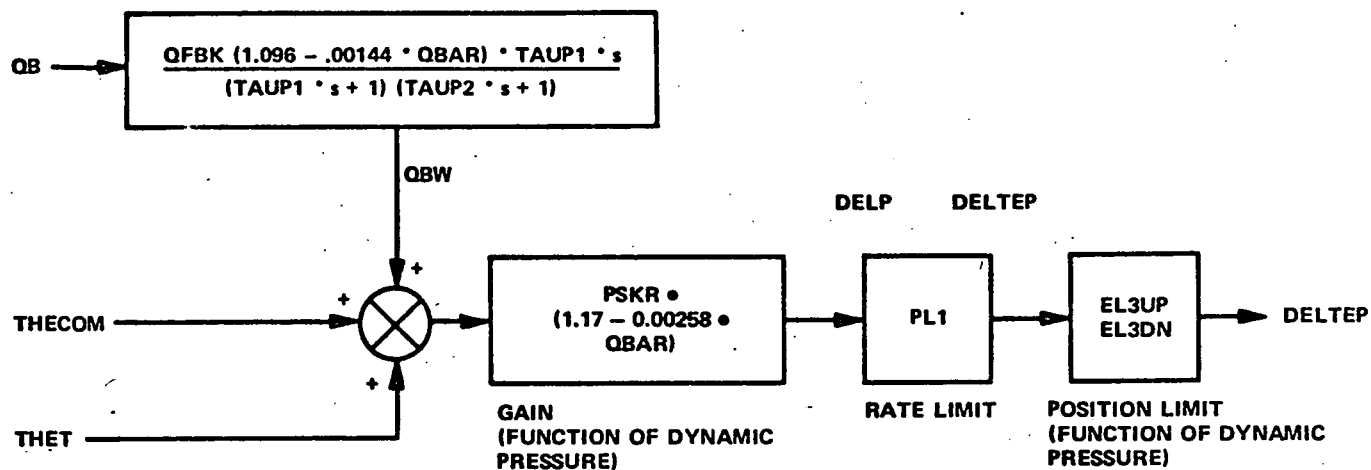 QB
QFBK (1.096 – .00144 * QBAR) * TAUP1 * s
(TAUP1 * s + 1) (TAUP2 * s + 1)
QBW
+
DELP DELTEP
THECOM
+
PSKR •
(1.17 – 0.00258 •
QBAR)
PL1
EL3UP
EL3DN
DELTEP
+
THET
GAIN
(FUNCTION OF DYNAMIC
PRESSURE)
RATE LIMIT
POSITION LIMIT
(FUNCTION OF DYNAMIC
PRESSURE)